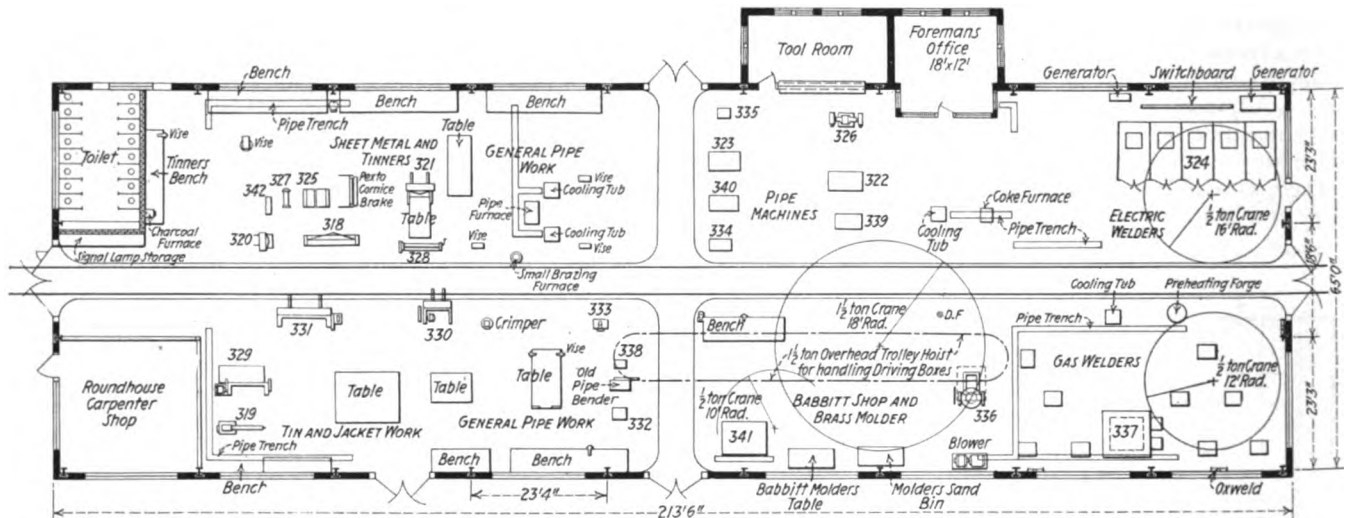 Tool Room
Foremans
Office
18'x12'
Bench
Generator
Switchboard
Generator
Bench
Bench
Pipe Trench
Vise
Toilet
Tinners
Bench
Vise
SHEET METAL AND
TINNERS
Table
GENERAL PIPE
WORK
321
342
327
325
Pexto
Cornice
Brake
318
320
Table
328
Pipe
Furnace
Vise
Cooling Tub
Cooling Tub
Vise
Vise
Charcoal
Furnace
Signal Lamp Storage
Small Brazing
Furnace
335
326
323
322
340
PIPE
MACHINES
339
334
Coke Furnace
Cooling
Tub
Pipe Trench
ELECTRIC
WELDERS
324
½ ton Crane
16' Rad.
23'3"
18'6"
65'0"
23'3"
331
330
Crimper
333
329
319
Roundhouse
Carpenter
Shop
Table
Table
Vise
Table
Old
Pipe
Bender
338
332
TIN AND JACKET WORK
GENERAL PIPE WORK
Pipe Trench
Bench
Bench
Bench
23'4"
213'6"
Bench
1½ ton Crane
18' Rad.
D.F.
1½ ton Overhead Trolley Hoist
for handling Driving Boxes
½ ton Crane
10' Rad.
BABBITT SHOP AND
BRASS MOLDER
336
341
Blower
Babbitt Molders
Table
Molders Sand
Bin
Cooling Tub
Preheating Forge
Pipe Trench
GAS WELDERS
½ ton Crane
12' Rad.
337
Oxweld